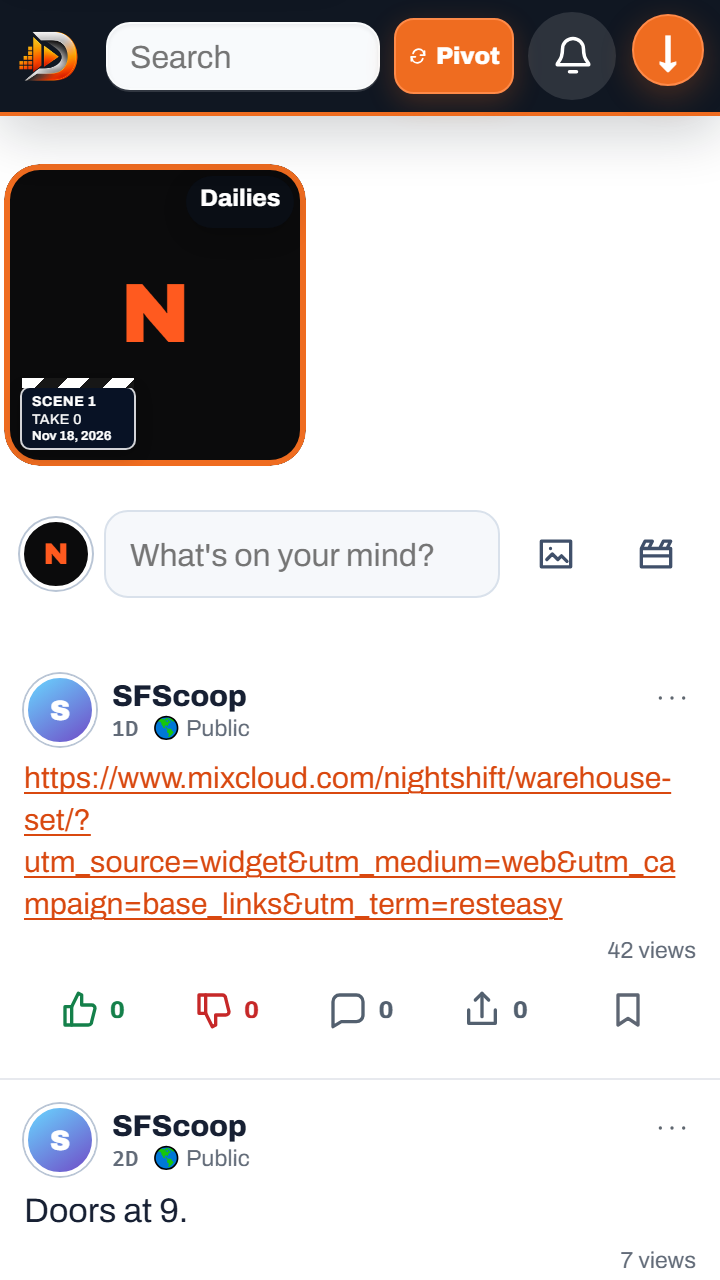 Search
Pivot
Dailies
N
SCENE 1
TAKE 0
Nov 18, 2026
N
What's on your mind?
S
SFScoop
...
1D Public
https://www.mixcloud.com/nightshift/warehouse-
set/?
utm_source=widget&utm_medium=web&utm_ca
mpaign=base_links&utm_term=resteasy
42 views
0 0 0 0
S
SFScoop
...
2D Public
Doors at 9.
7 views